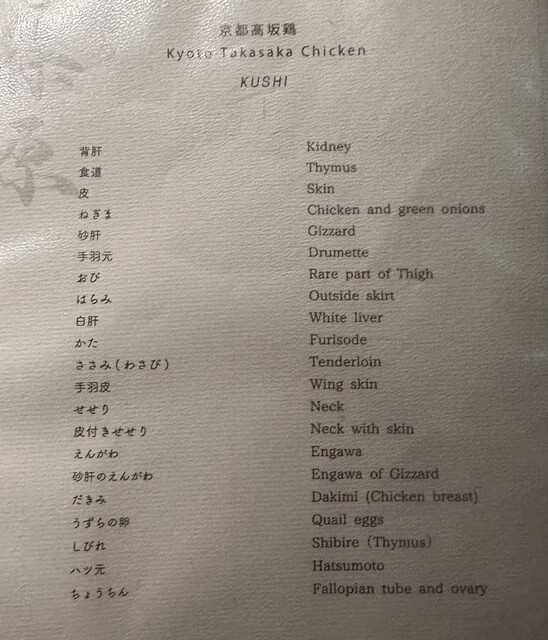 京都高坂鶏
Kyoto Takasaka Chicken
KUSHI
背肝 Kidney
食道 Thymus
皮 Skin
ねぎま Chicken and green onions
砂肝 Gizzard
手羽元 Drumette
おび Rare part of Thigh
はらみ Outside skirt
白肝 White liver
かた Furisode
ささみ(わさび) Tenderloin
手羽皮 Wing skin
せせり Neck
皮付きせせり Neck with skin
えんがわ Engawa
砂肝のえんがわ Engawa of Gizzard
だきみ Dakimi (Chicken breast)
うずらの卵 Quail eggs
しびれ Shibire (Thymus)
ハツ元 Hatsumoto
ちょうちん Fallopian tube and ovary